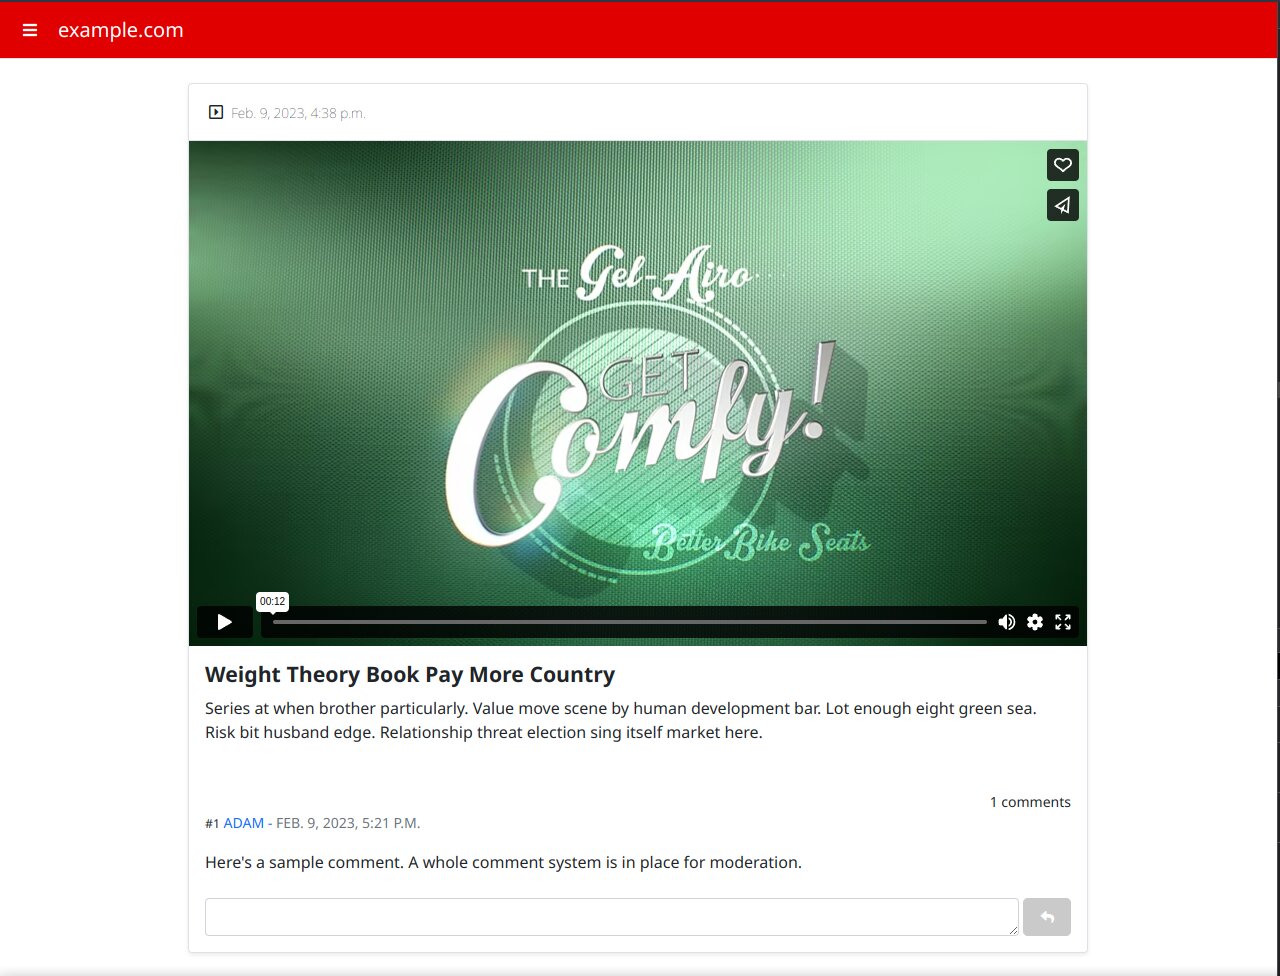 example.com
Feb. 9, 2023, 4:38 p.m.
THE Gel-Airo
GET
Comfy!
Better Bike Seats
00:12
Weight Theory Book Pay More Country
Series at when brother particularly. Value move scene by human development bar. Lot enough eight green sea.
Risk bit husband edge. Relationship threat election sing itself market here.
1 comments
#1 ADAM - FEB. 9, 2023, 5:21 P.M.
Here's a sample comment. A whole comment system is in place for moderation.